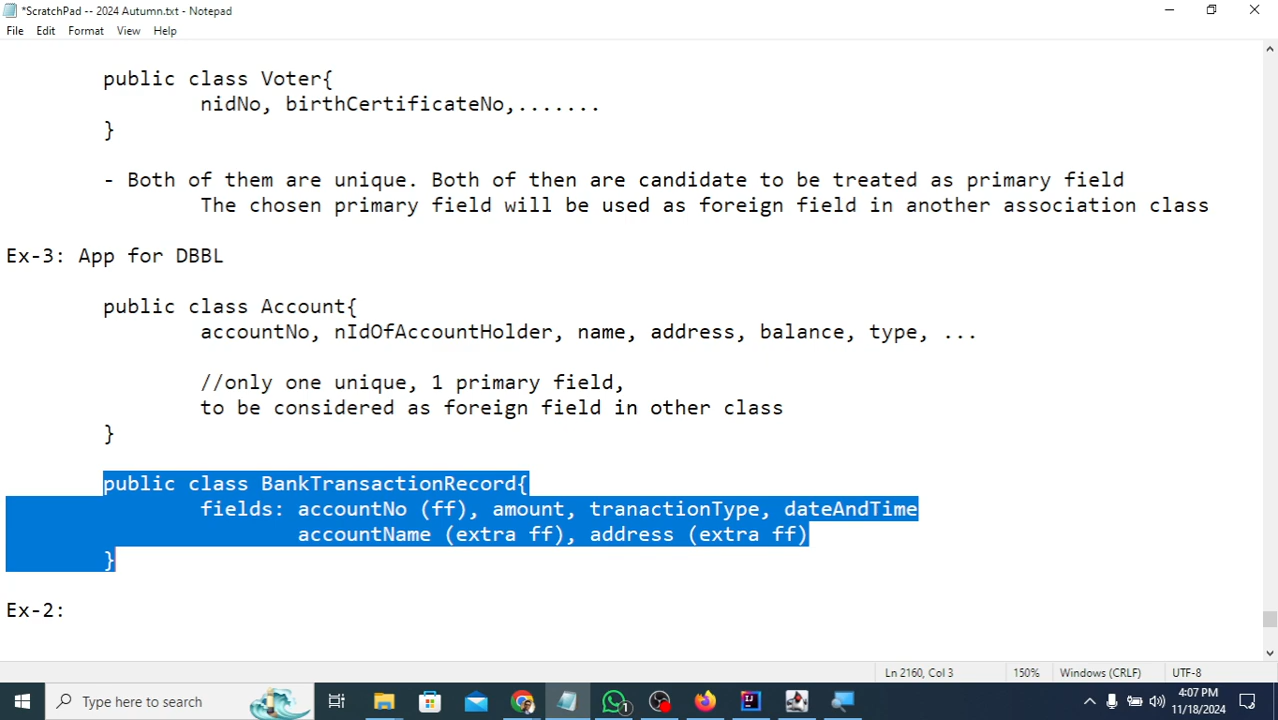 *ScratchPad -- 2024 Autumn.txt - Notepad
File Edit Format View Help
public class Voter{
nidNo, birthCertificateNo,.......
}
- Both of them are unique. Both of then are candidate to be treated as primary field
The chosen primary field will be used as foreign field in another association class
Ex-3: App for DBBL
public class Account{
accountNo, nIdOfAccountHolder, name, address, balance, type, ...
//only one unique, 1 primary field,
to be considered as foreign field in other class
}
public class BankTransactionRecord{
fields: accountNo (ff), amount, tranactionType, dateAndTime
accountName (extra ff), address (extra ff)
}
Ex-2:
Ln 2160, Col 3 150% Windows (CRLF) UTF-8
Type here to search 1 4:07 PM
11/18/2024